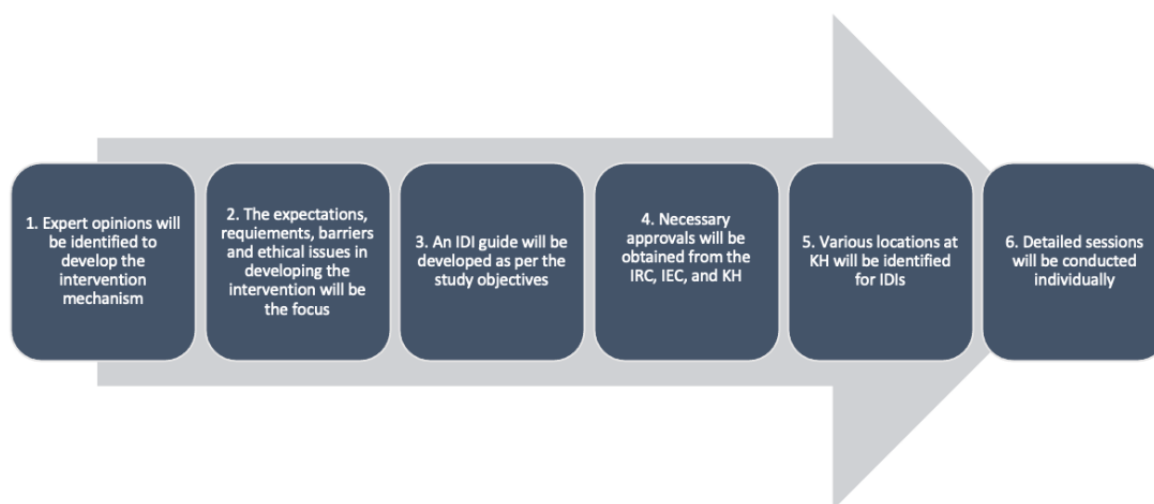 1. Expert opinions will
be identified to
develop the
intervention
mechanism
2. The expectations,
requiements, barriers
and ethical issues in
developing the
intervention will be
the focus
3. An IDI guide will be
developed as per the
study objectives
4. Necessary
approvals will be
obtained from the
IRC, IEC, and KH
5. Various locations at
KH will be identified
for IDIs
6. Detailed sessions
will be conducted
individually